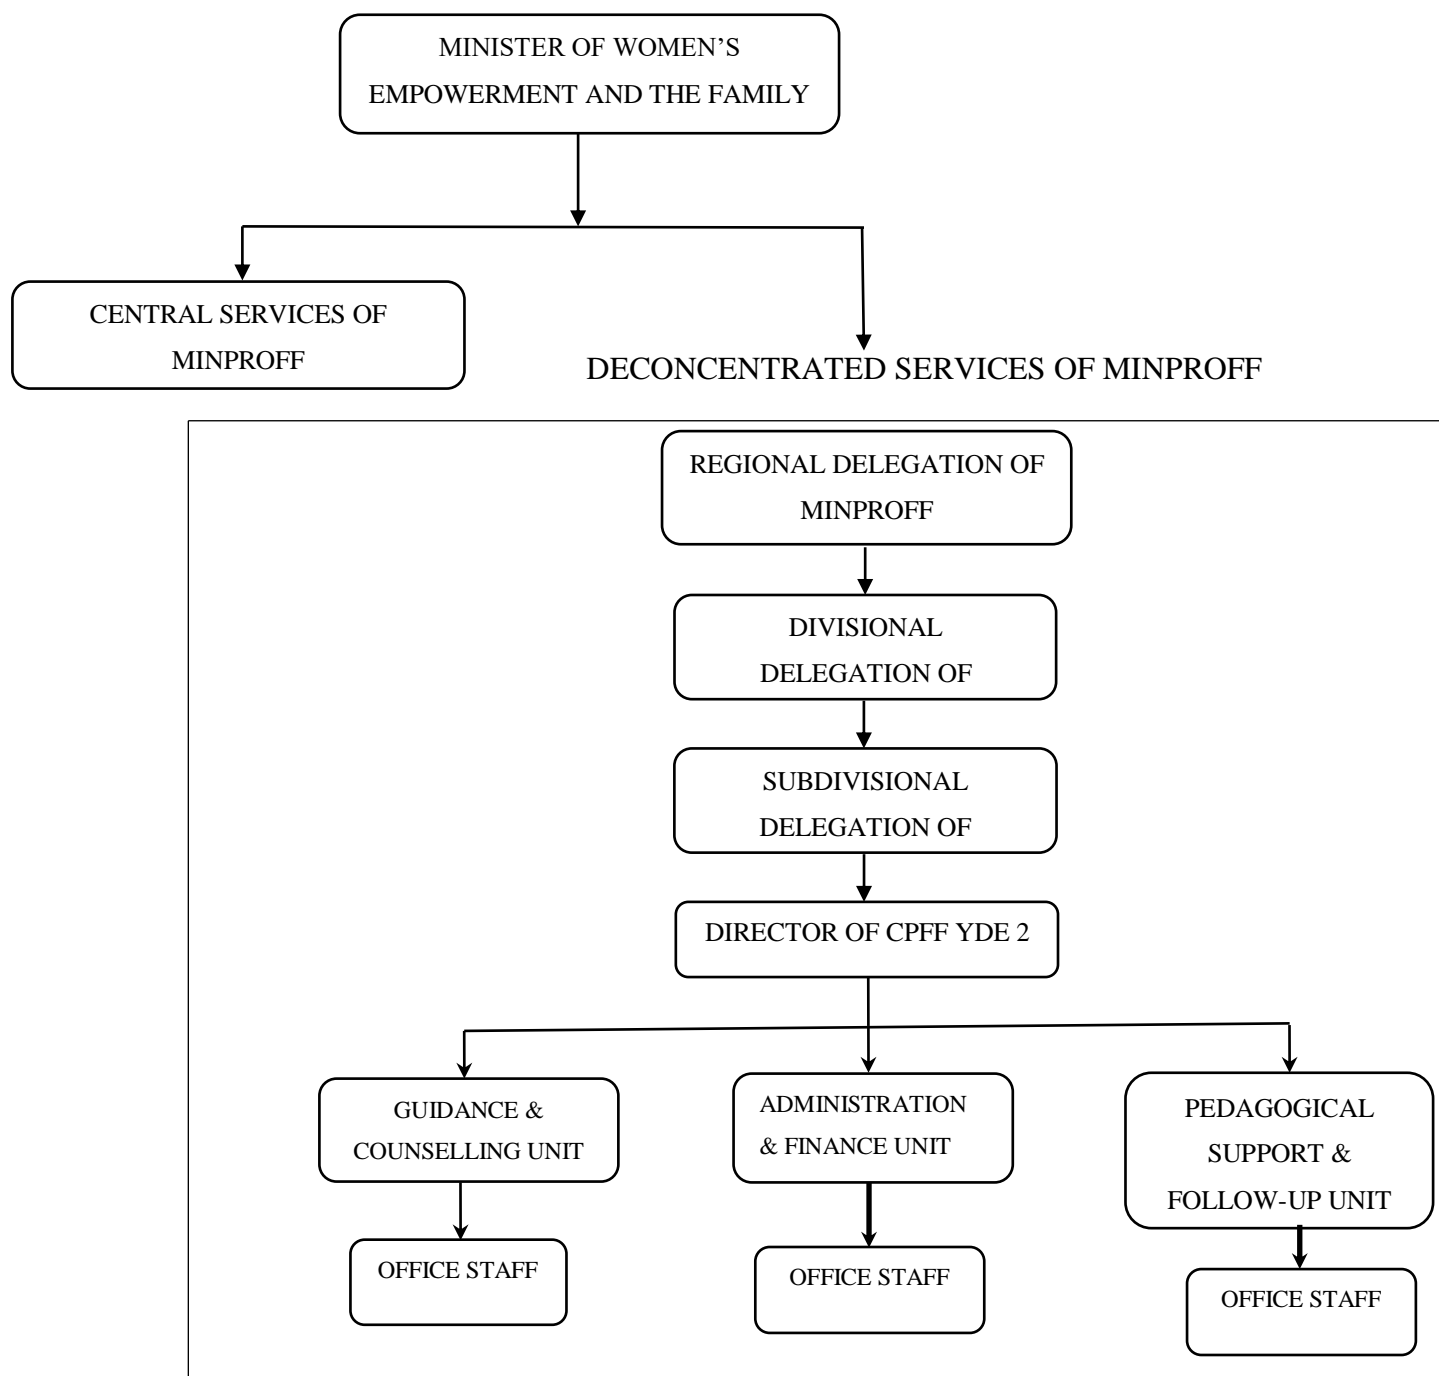 MINISTER OF WOMEN’S
EMPOWERMENT AND THE FAMILY
CENTRAL SERVICES OF
MINPROFF
DECONCENTRATED SERVICES OF MINPROFF
REGIONAL DELEGATION OF
MINPROFF
DIVISIONAL
DELEGATION OF
SUBDIVISIONAL
DELEGATION OF
DIRECTOR OF CPFF YDE 2
GUIDANCE &
COUNSELLING UNIT
ADMINISTRATION
& FINANCE UNIT
PEDAGOGICAL
SUPPORT &
FOLLOW-UP UNIT
OFFICE STAFF
OFFICE STAFF
OFFICE STAFF